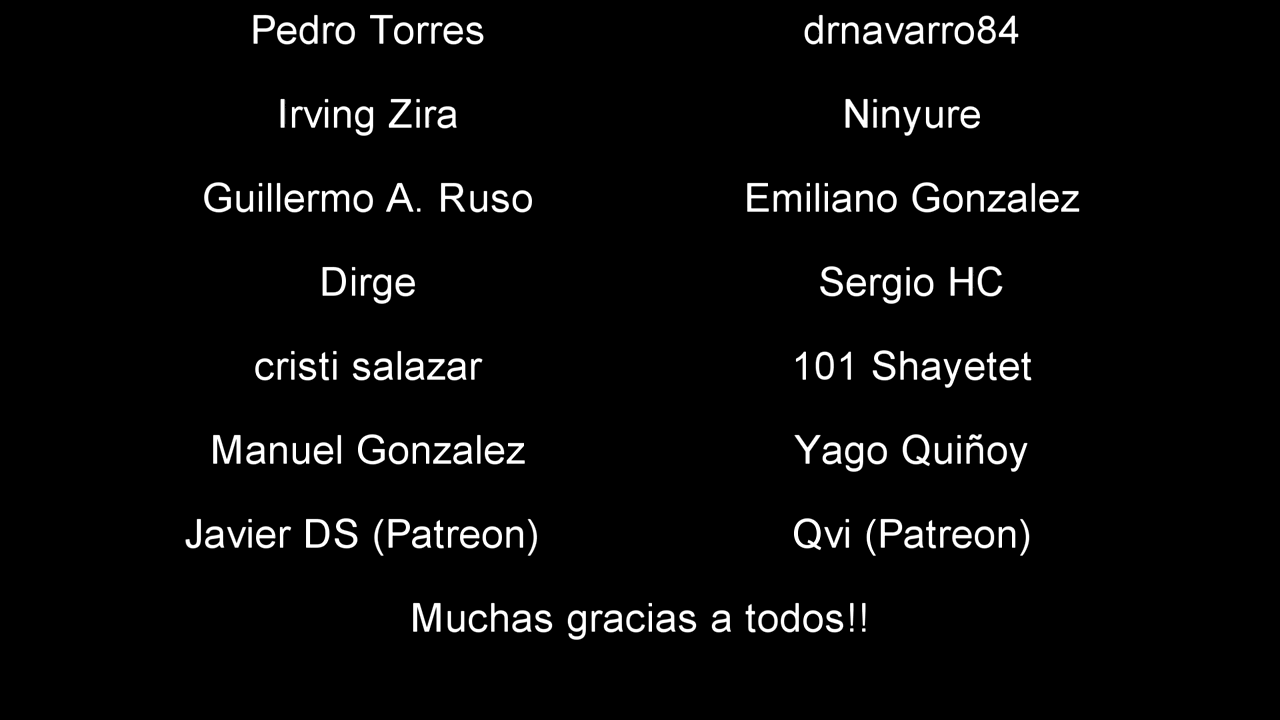 Pedro Torres drnavarro84
Irving Zira Ninyure
Guillermo A. Ruso Emiliano Gonzalez
Dirge Sergio HC
cristi salazar 101 Shayetet
Manuel Gonzalez Yago Quiñoy
Javier DS (Patreon) Qvi (Patreon)
Muchas gracias a todos!!